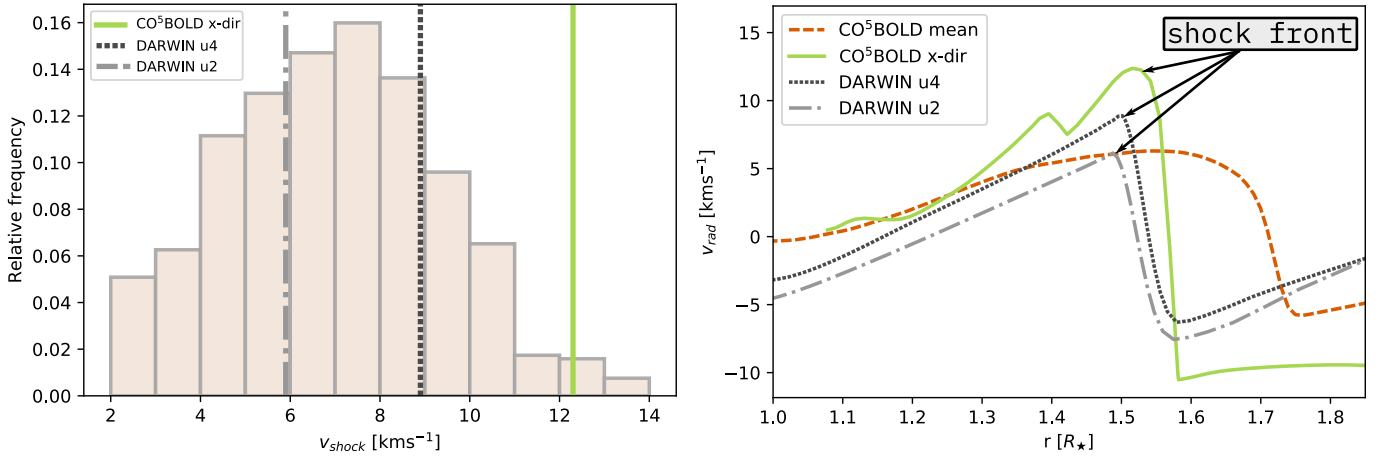 CO⁵BOLD x-dir
DARWIN u4
DARWIN u2
Relative frequency
0.16
0.14
0.12
0.10
0.08
0.06
0.04
0.02
0.00
2 4 6 8 10 12 14
v_shock [kms⁻¹]
CO⁵BOLD mean
CO⁵BOLD x-dir
DARWIN u4
DARWIN u2
shock front
v_rad [kms⁻¹]
15
10
5
0
−5
−10
1.0 1.1 1.2 1.3 1.4 1.5 1.6 1.7 1.8
r [R★]